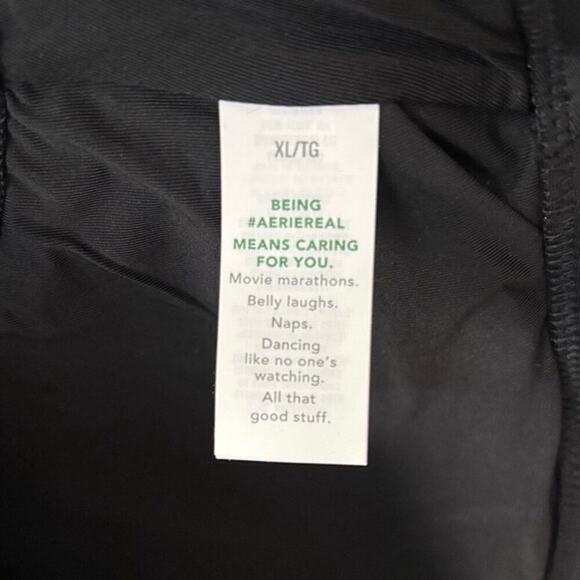 XL/TG
BEING
#AERIEREAL
MEANS CARING
FOR YOU.
Movie marathons.
Belly laughs.
Naps.
Dancing
like no one's
watching.
All that
good stuff.